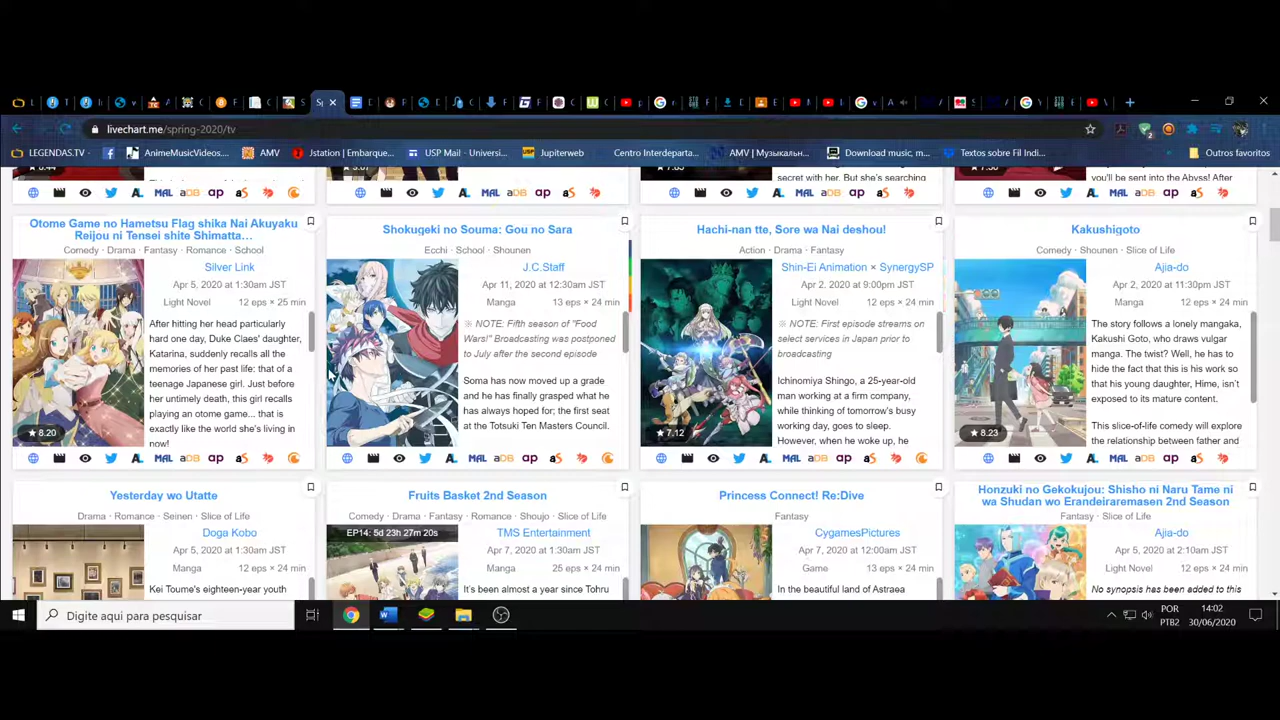 livechart.me/spring-2020/tv
LEGENDAS.TV - AnimeMusicVideos.... AMV Jstation | Embarque... USP Mail - Universi... Jupiterweb Centro Interdeparta... AMV | Музыкальн... Download music, m... Textos sobre Fil Indi... Outros favoritos
secret with her. But she's searching
you'll be sent into the Abyss! After
Otome Game no Hametsu Flag shika Nai Akuyaku
Reijou ni Tensei shite Shimatta...
Comedy · Drama · Fantasy · Romance · School
Silver Link
Apr 5, 2020 at 1:30am JST
Light Novel 12 eps × 25 min
After hitting her head particularly
hard one day, Duke Claes' daughter,
Katarina, suddenly recalls all the
memories of her past life: that of a
teenage Japanese girl. Just before
her untimely death, this girl recalls
playing an otome game... that is
exactly like the world she's living in
now!
★ 8.20
MAL aDB ap aS
Shokugeki no Souma: Gou no Sara
Ecchi · School · Shounen
J.C.Staff
Apr 11, 2020 at 12:30am JST
Manga 13 eps × 24 min
※ NOTE: Fifth season of "Food
Wars!" Broadcasting was postponed
to July after the second episode
Soma has now moved up a grade
and he has finally grasped what he
has always hoped for; the first seat
at the Totsuki Ten Masters Council.
MAL aDB ap aS
Hachi-nan tte, Sore wa Nai deshou!
Action · Drama · Fantasy
Shin-Ei Animation × SynergySP
Apr 2, 2020 at 9:00pm JST
Light Novel 12 eps × 24 min
※ NOTE: First episode streams on
select services in Japan prior to
broadcasting
Ichinomiya Shingo, a 25-year-old
man working at a firm company,
while thinking of tomorrow's busy
working day, goes to sleep.
However, when he woke up, he
★ 7.12
MAL aDB ap aS
Kakushigoto
Comedy · Shounen · Slice of Life
Ajia-do
Apr 2, 2020 at 11:30pm JST
Manga 12 eps × 24 min
The story follows a lonely mangaka,
Kakushi Goto, who draws vulgar
manga. The twist? Well, he has to
hide the fact that this is his work so
that his young daughter, Hime, isn't
exposed to its mature content.
This slice-of-life comedy will explore
the relationship between father and
★ 8.23
MAL aDB ap aS
Yesterday wo Utatte
Drama · Romance · Seinen · Slice of Life
Doga Kobo
Apr 5, 2020 at 1:30am JST
Manga 12 eps × 24 min
Kei Toume's eighteen-year youth
Fruits Basket 2nd Season
Comedy · Drama · Fantasy · Romance · Shoujo · Slice of Life
EP14: 5d 23h 27m 20s
TMS Entertainment
Apr 7, 2020 at 1:30am JST
Manga 25 eps × 24 min
It's been almost a year since Tohru
Princess Connect! Re:Dive
Fantasy
CygamesPictures
Apr 7, 2020 at 12:00am JST
Game 13 eps × 24 min
In the beautiful land of Astraea
Honzuki no Gekokujou: Shisho ni Naru Tame ni
wa Shudan wo Erandeiraremasen 2nd Season
Fantasy · Slice of Life
Ajia-do
Apr 5, 2020 at 2:10am JST
Light Novel 12 eps × 24 min
No synopsis has been added to this
Digite aqui para pesquisar
POR
PTB2
14:02
30/06/2020